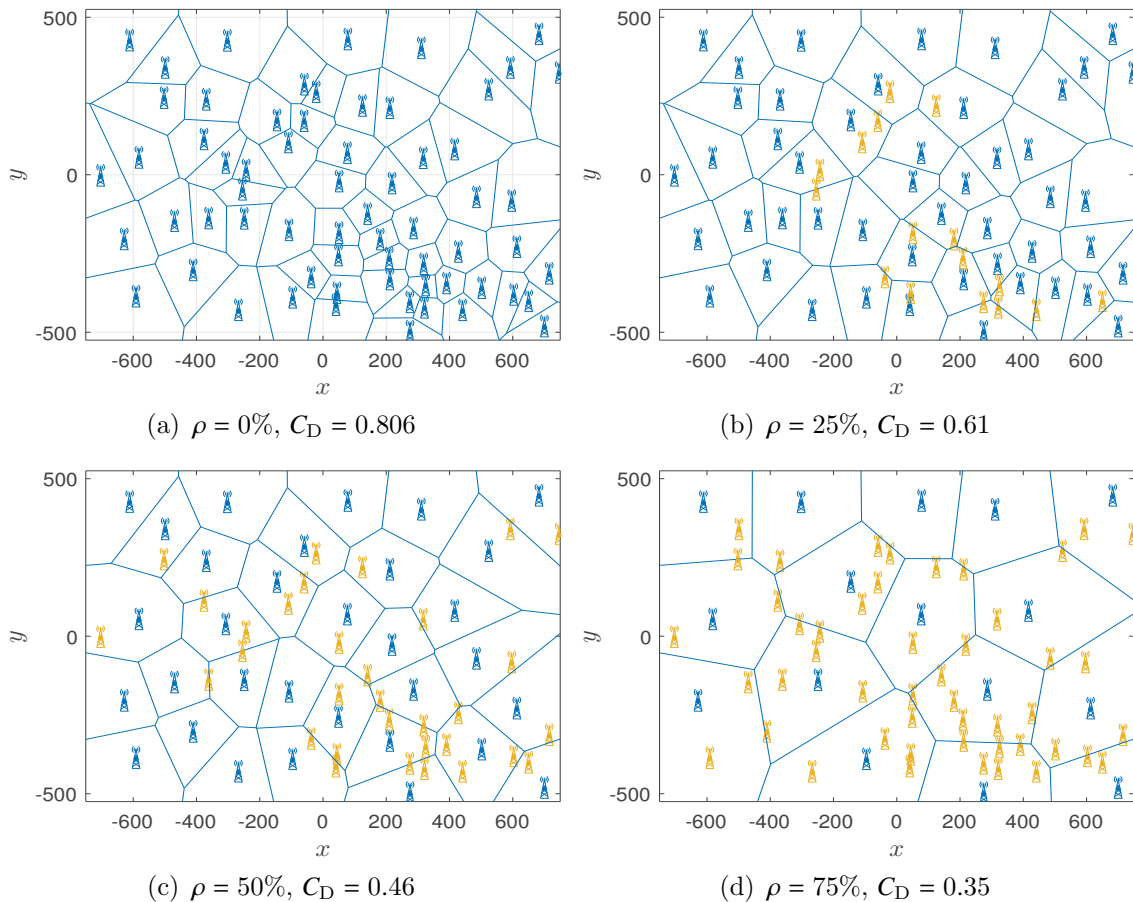 500
0
-500
y
-600 -400 -200 0 200 400 600
x
(a) ρ = 0%, C_D = 0.806
500
0
-500
y
-600 -400 -200 0 200 400 600
x
(b) ρ = 25%, C_D = 0.61
500
0
-500
y
-600 -400 -200 0 200 400 600
x
(c) ρ = 50%, C_D = 0.46
500
0
-500
y
-600 -400 -200 0 200 400 600
x
(d) ρ = 75%, C_D = 0.35